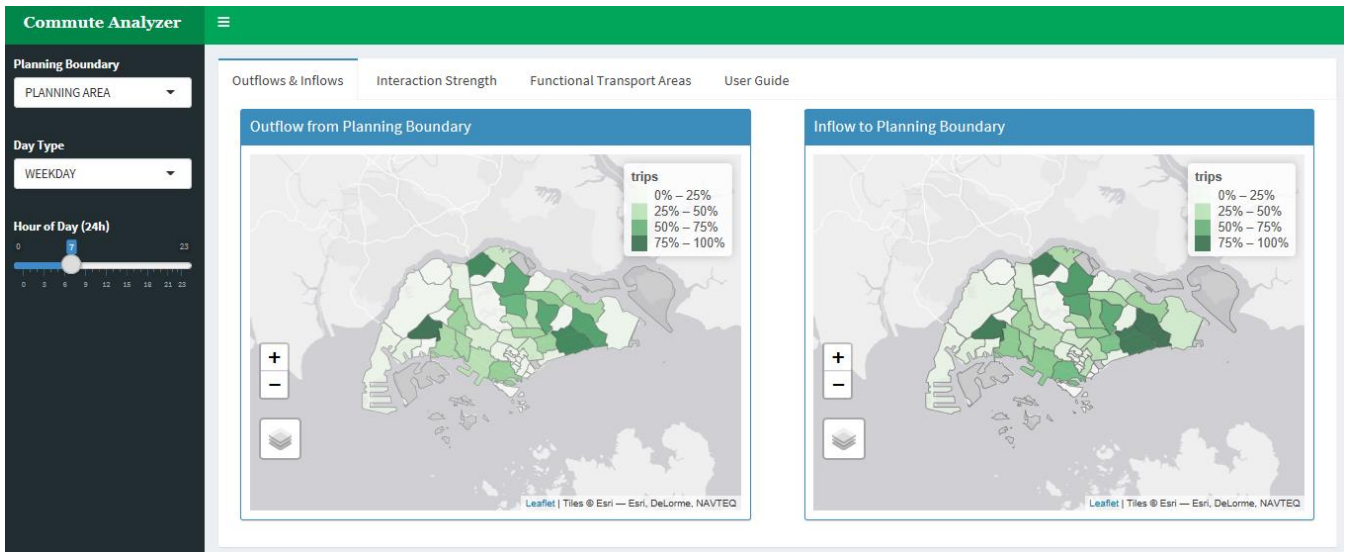 Commute Analyzer
Planning Boundary
PLANNING AREA
Day Type
WEEKDAY
Hour of Day (24h)
0 7 23
0 3 6 9 12 15 18 21 23
Outflows & Inflows Interaction Strength Functional Transport Areas User Guide
Outflow from Planning Boundary
trips
0% – 25%
25% – 50%
50% – 75%
75% – 100%
+
−
Leaflet | Tiles © Esri — Esri, DeLorme, NAVTEQ
Inflow to Planning Boundary
trips
0% – 25%
25% – 50%
50% – 75%
75% – 100%
+
−
Leaflet | Tiles © Esri — Esri, DeLorme, NAVTEQ